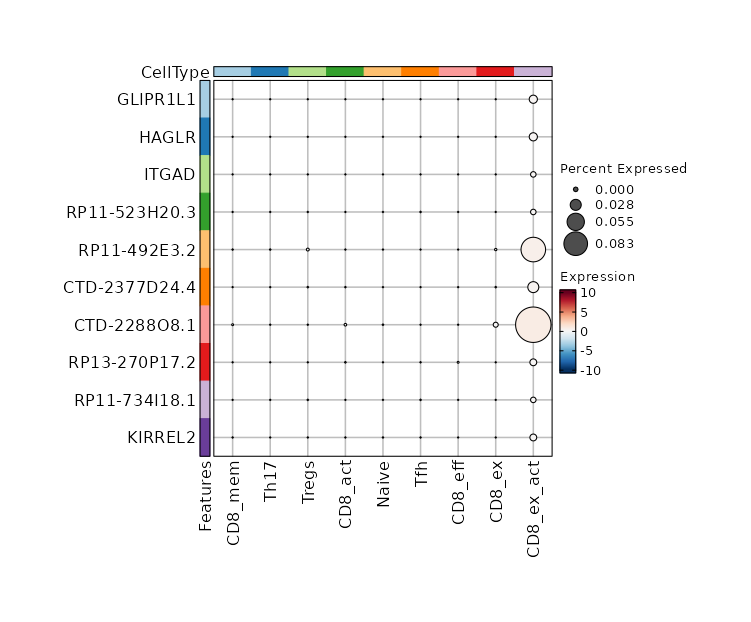 CellType
GLIPR1L1
HAGLR
ITGAD
RP11-523H20.3
RP11-492E3.2
CTD-2377D24.4
CTD-2288O8.1
RP13-270P17.2
RP11-734I18.1
KIRREL2
Features
CD8_mem
Th17
Tregs
CD8_act
Naive
Tfh
CD8_eff
CD8_ex
CD8_ex_act
Percent Expressed
0.000
0.028
0.055
0.083
Expression
10
5
0
-5
-10